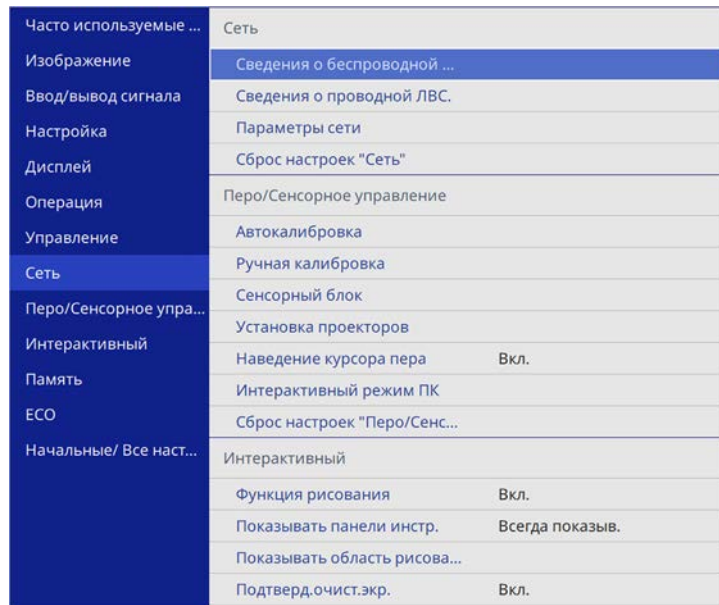 Часто используемые ...
Изображение
Ввод/вывод сигнала
Настройка
Дисплей
Операция
Управление
Сеть
Перо/Сенсорное упра...
Интерактивный
Память
ECO
Начальные/ Все наст...
Сеть
Сведения о беспроводной ...
Сведения о проводной ЛВС.
Параметры сети
Сброс настроек "Сеть"
Перо/Сенсорное управление
Автокалибровка
Ручная калибровка
Сенсорный блок
Установка проекторов
Наведение курсора пера Вкл.
Интерактивный режим ПК
Сброс настроек "Перо/Сенс...
Интерактивный
Функция рисования Вкл.
Показывать панели инстр. Всегда показыв.
Показывать область рисова...
Подтверд.очист.экр. Вкл.